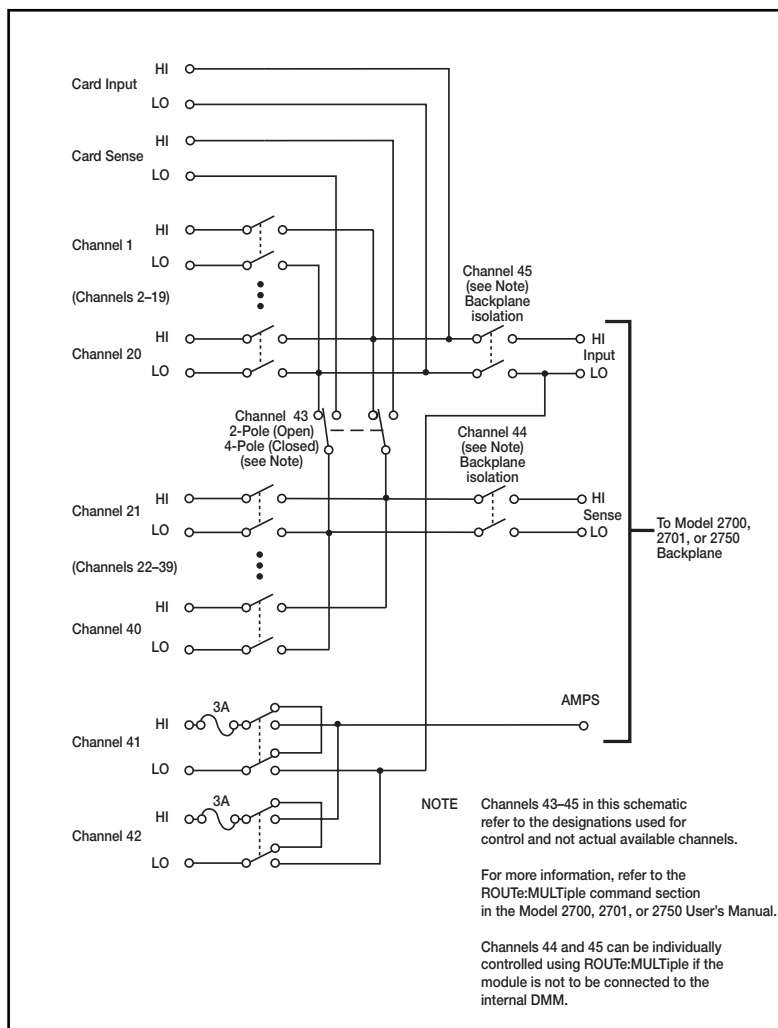 HI
Card Input
LO
HI
Card Sense
LO
HI
Channel 1
LO
(Channels 2–19)
HI
Channel 20
LO
Channel 45
(see Note)
Backplane
isolation
HI
Input
LO
Channel 43
2-Pole (Open)
4-Pole (Closed)
(see Note)
Channel 44
(see Note)
Backplane
isolation
HI
Channel 21
LO
HI
Sense
LO
To Model 2700,
2701, or 2750
Backplane
(Channels 22–39)
HI
Channel 40
LO
AMPS
3A
HI
Channel 41
LO
3A
HI
Channel 42
LO
NOTE Channels 43–45 in this schematic
refer to the designations used for
control and not actual available channels.
For more information, refer to the
ROUTe:MULTiple command section
in the Model 2700, 2701, or 2750 User's Manual.
Channels 44 and 45 can be individually
controlled using ROUTe:MULTiple if the
module is not to be connected to the
internal DMM.